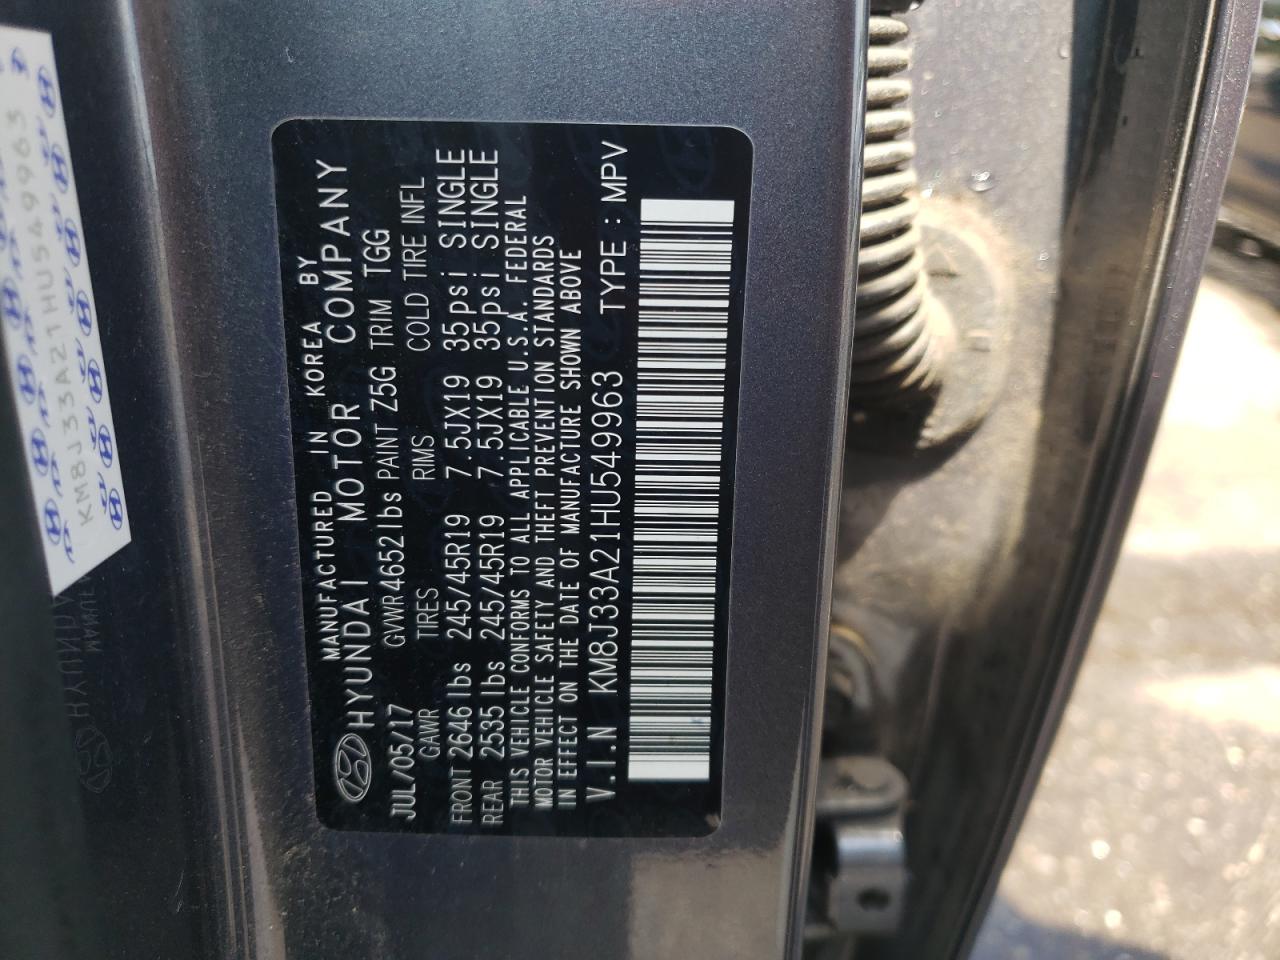 MANUFACTURED IN KOREA BY
HYUNDAI MOTOR COMPANY
JUL/05/17 GVWR 4652lbs PAINT Z5G TRIM TGG
GAWR TIRES RIMS COLD TIRE INFL
FRONT 2646lbs 245/45R19 7.5JX19 35psi SINGLE
REAR 2535lbs 245/45R19 7.5JX19 35psi SINGLE
THIS VEHICLE CONFORMS TO ALL APPLICABLE U.S.A. FEDERAL
MOTOR VEHICLE SAFETY AND THEFT PREVENTION STANDARDS
IN EFFECT ON THE DATE OF MANUFACTURE SHOWN ABOVE
V.I.N KM8J33A21HU549963 TYPE : MPV
KM8J33A21HU549963